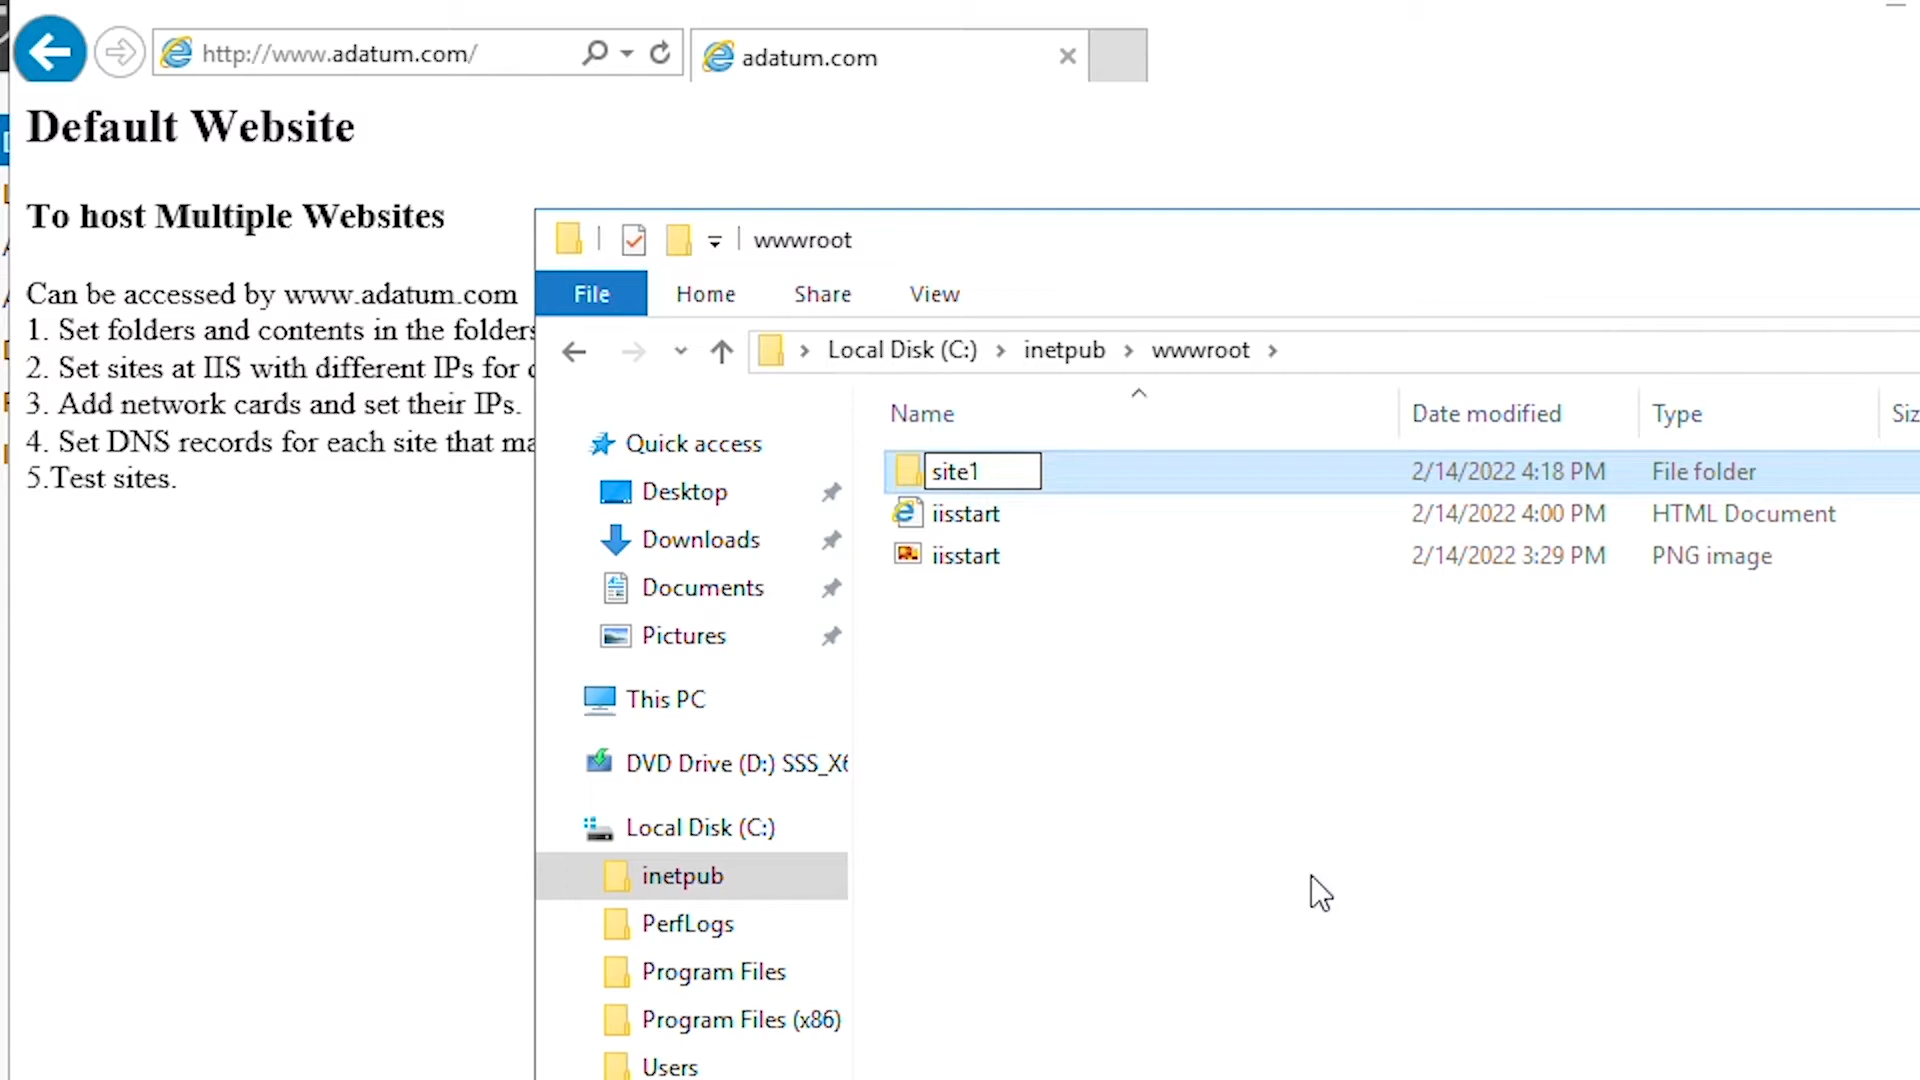 http://www.adatum.com/
adatum.com
Default Website
To host Multiple Websites
Can be accessed by www.adatum.com
1. Set folders and contents in the folders
2. Set sites at IIS with different IPs for
3. Add network cards and set their IPs.
4. Set DNS records for each site that ma
5.Test sites.
wwwroot
File Home Share View
Local Disk (C:) inetpub wwwroot
Name Date modified Type Siz
site1 2/14/2022 4:18 PM File folder
iisstart 2/14/2022 4:00 PM HTML Document
iisstart 2/14/2022 3:29 PM PNG image
Quick access
Desktop
Downloads
Documents
Pictures
This PC
DVD Drive (D:) SSS_X6
Local Disk (C:)
inetpub
PerfLogs
Program Files
Program Files (x86)
Users